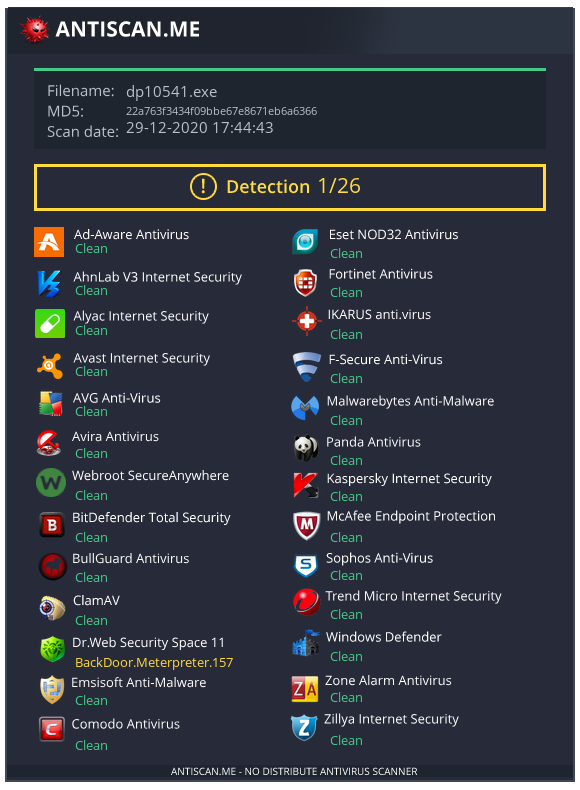 ANTISCAN.ME
Filename: dp10541.exe
MD5: 22a763f3434f09bbe67e8671eb6a6366
Scan date: 29-12-2020 17:44:43
! Detection 1/26
Ad-Aware Antivirus
Clean
AhnLab V3 Internet Security
Clean
Alyac Internet Security
Clean
Avast Internet Security
Clean
AVG Anti-Virus
Clean
Avira Antivirus
Clean
W Webroot SecureAnywhere
Clean
B BitDefender Total Security
Clean
BullGuard Antivirus
Clean
ClamAV
Clean
Dr.Web Security Space 11
BackDoor.Meterpreter.157
Emsisoft Anti-Malware
Clean
C Comodo Antivirus
Clean
Eset NOD32 Antivirus
Clean
Fortinet Antivirus
Clean
IKARUS anti.virus
Clean
F-Secure Anti-Virus
Clean
Malwarebytes Anti-Malware
Clean
Panda Antivirus
Clean
Kaspersky Internet Security
Clean
M McAfee Endpoint Protection
Clean
S Sophos Anti-Virus
Clean
Trend Micro Internet Security
Clean
Windows Defender
Clean
ZA Zone Alarm Antivirus
Clean
Z Zillya Internet Security
Clean
ANTISCAN.ME - NO DISTRIBUTE ANTIVIRUS SCANNER